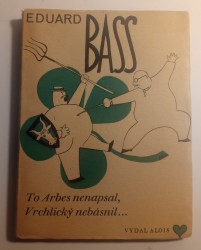 EDUARD
BASS
To Arbes nenapsal,
Vrchlický nebásnil...
VYDAL ALOIS